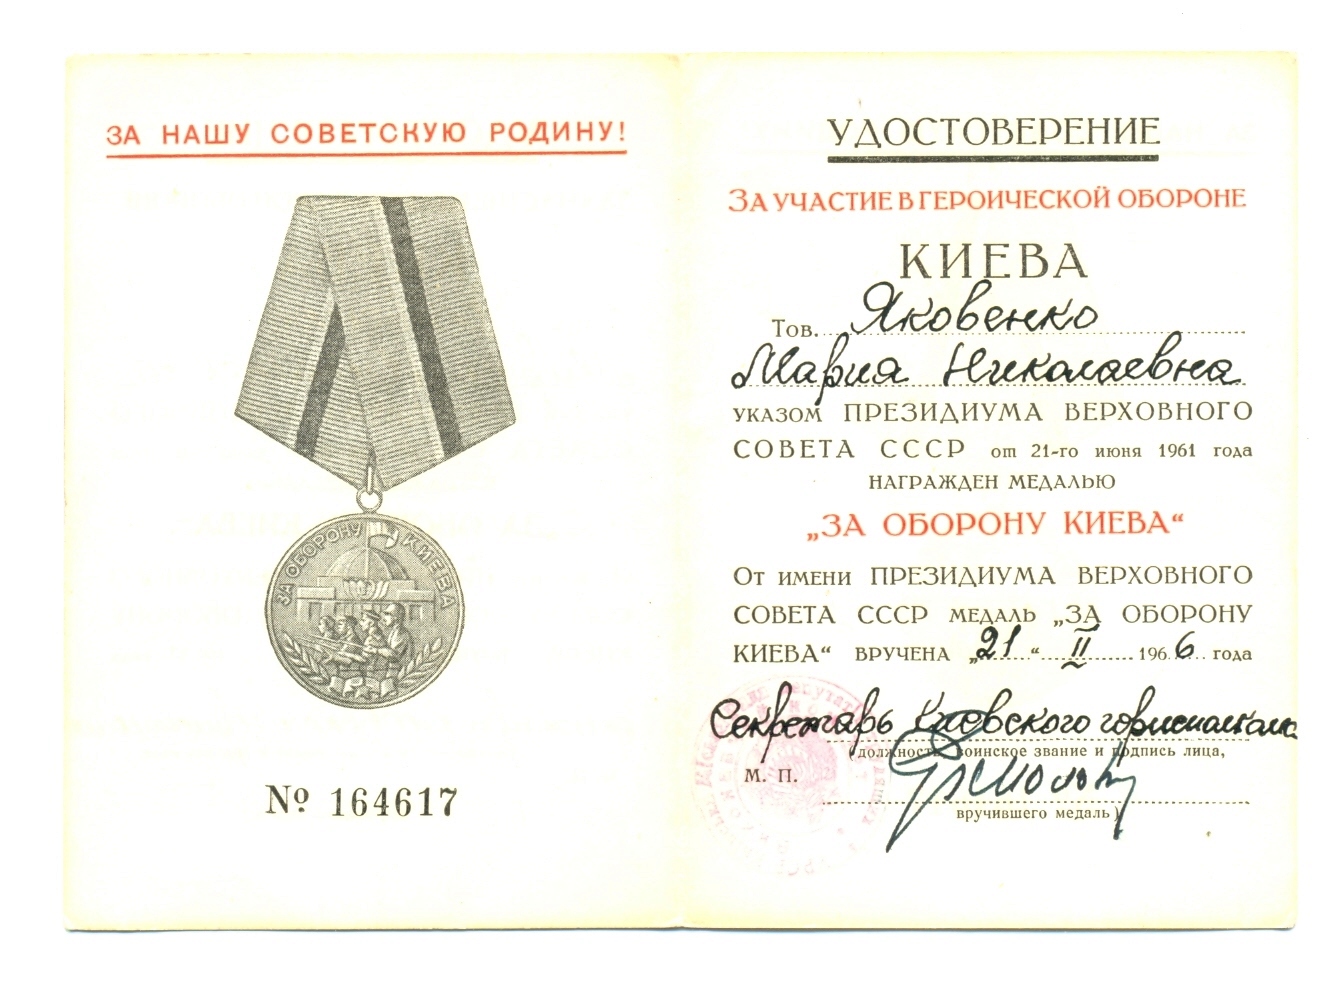 ЗА НАШУ СОВЕТСКУЮ РОДИНУ!
ЗА ОБОРОНУ КИЕВА
№ 164617
УДОСТОВЕРЕНИЕ
ЗА УЧАСТИЕ В ГЕРОИЧЕСКОЙ ОБОРОНЕ
КИЕВА
Тов. Яковенко
Мария Николаевна
УКАЗОМ ПРЕЗИДИУМА ВЕРХОВНОГО
СОВЕТА СССР от 21-го июня 1961 года
НАГРАЖДЕН МЕДАЛЬЮ
„ЗА ОБОРОНУ КИЕВА“
От имени ПРЕЗИДИУМА ВЕРХОВНОГО
СОВЕТА СССР МЕДАЛЬ „ЗА ОБОРОНУ
КИЕВА“ ВРУЧЕНА „21“ II 1966 года
Секретарь Киевского горисполкома
(должность, воинское звание и подпись лица,
М. П.
вручившего медаль)